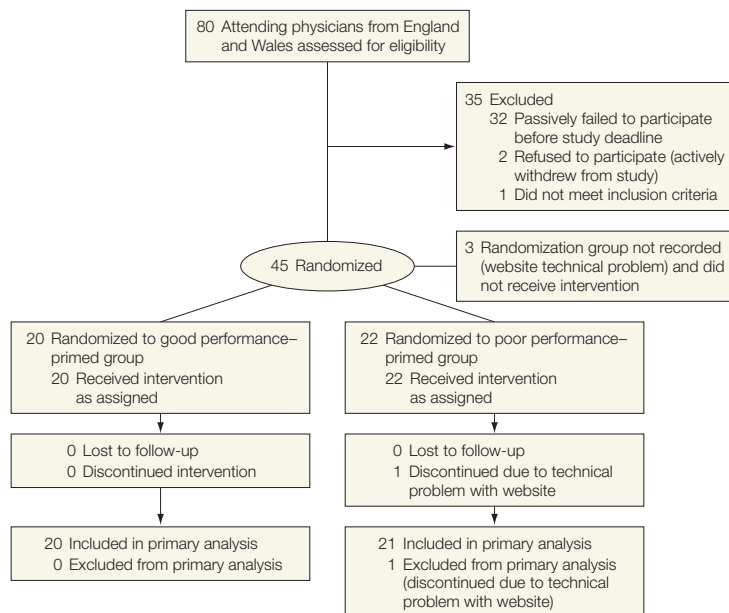 80 Attending physicians from England
and Wales assessed for eligibility
35 Excluded
32 Passively failed to participate
before study deadline
2 Refused to participate (actively
withdrew from study)
1 Did not meet inclusion criteria
45 Randomized
3 Randomization group not recorded
(website technical problem) and did
not receive intervention
20 Randomized to good performance–
primed group
20 Received intervention
as assigned
22 Randomized to poor performance–
primed group
22 Received intervention
as assigned
0 Lost to follow-up
0 Discontinued intervention
0 Lost to follow-up
1 Discontinued due to technical
problem with website
20 Included in primary analysis
0 Excluded from primary analysis
21 Included in primary analysis
1 Excluded from primary analysis
(discontinued due to technical
problem with website)